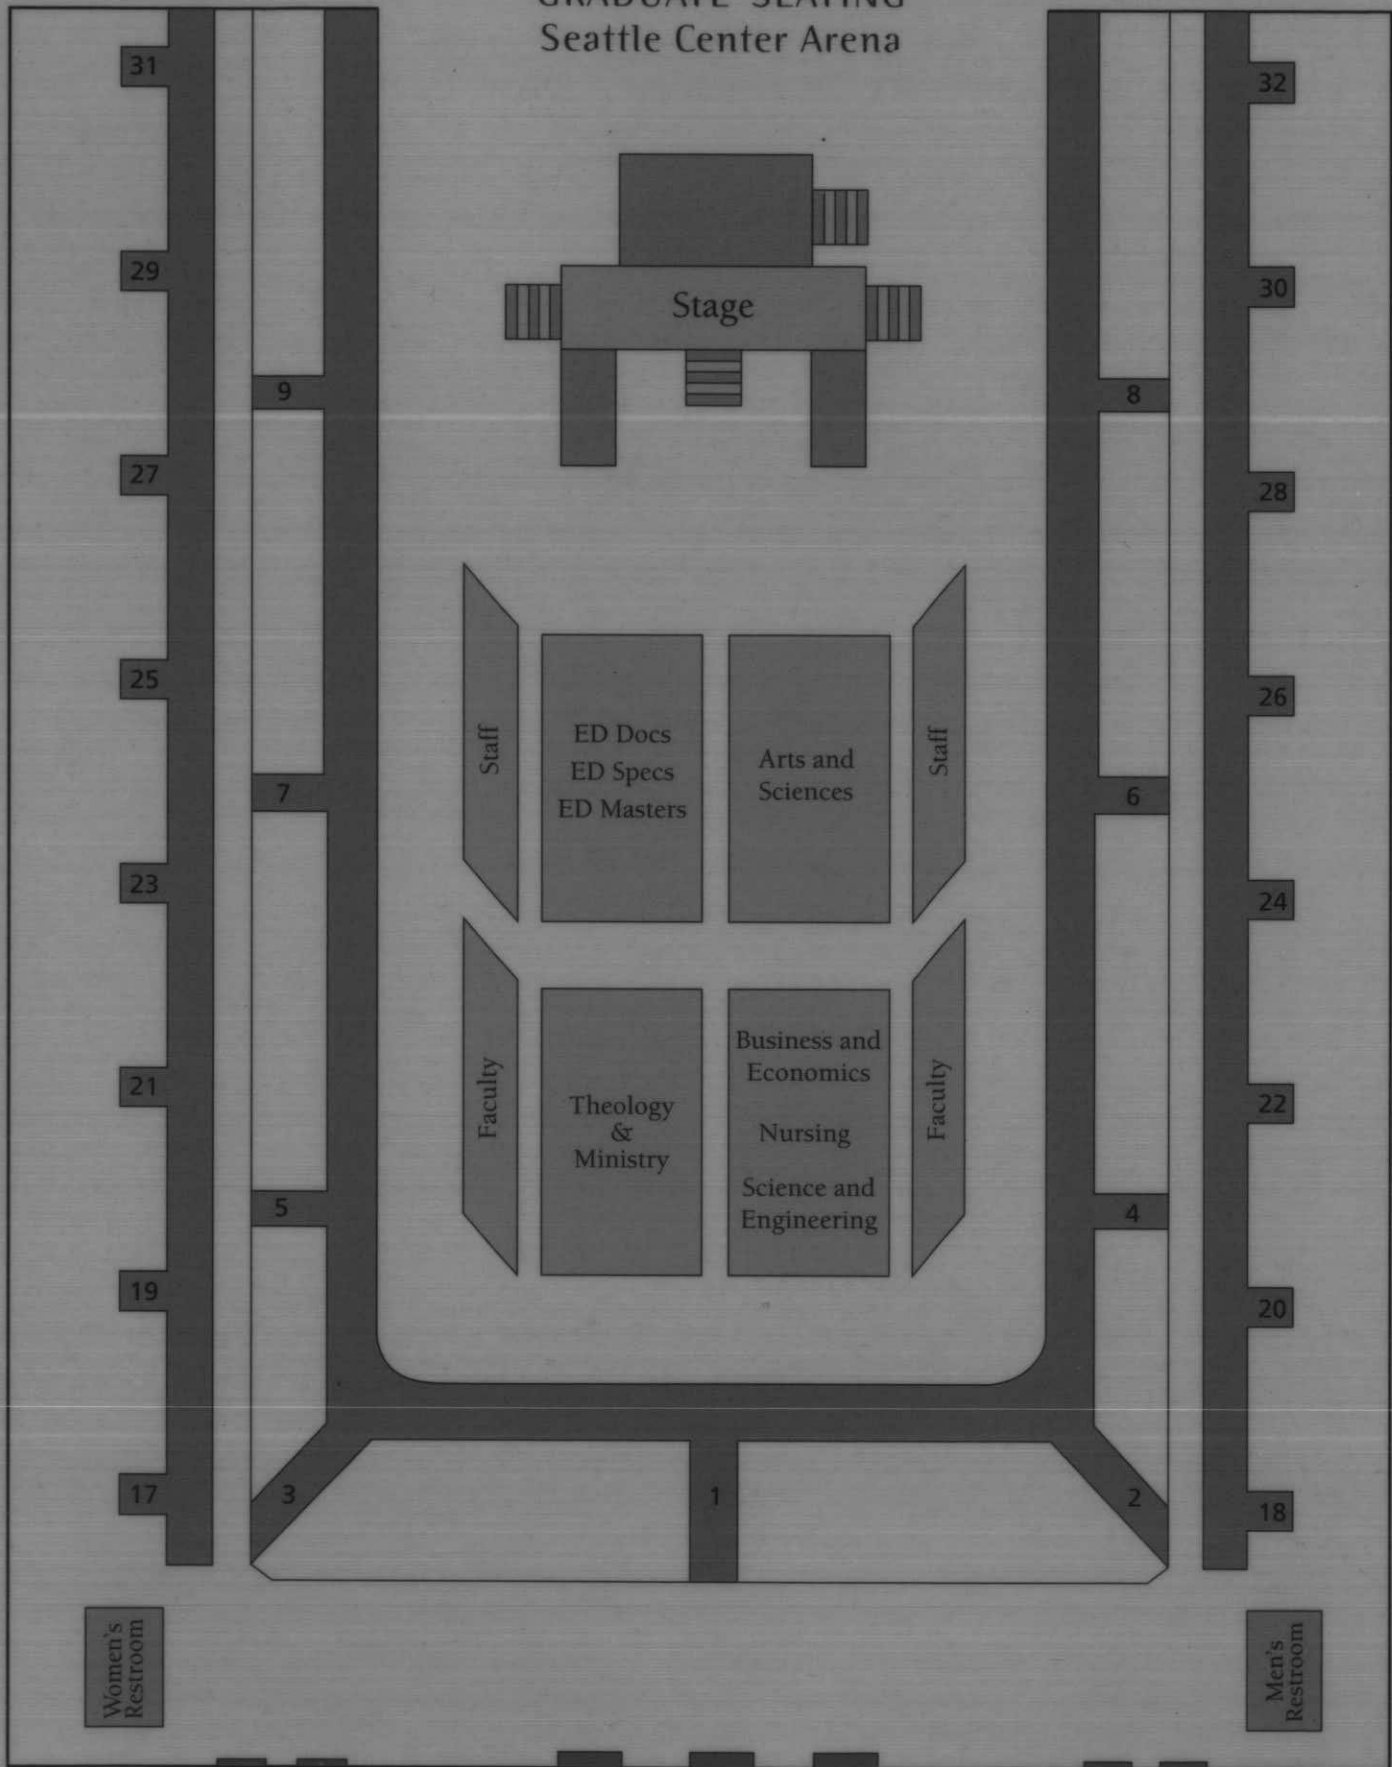 GRADUATE SEATING
Seattle Center Arena
31
32
29
30
Stage
9
8
27
28
25
26
Staff
ED Docs
ED Specs
ED Masters
Arts and
Sciences
Staff
7
6
23
24
21
22
Faculty
Theology
&
Ministry
Business and
Economics
Nursing
Science and
Engineering
Faculty
5
4
19
20
17
3
1
2
18
Women's
Restroom
Men's
Restroom